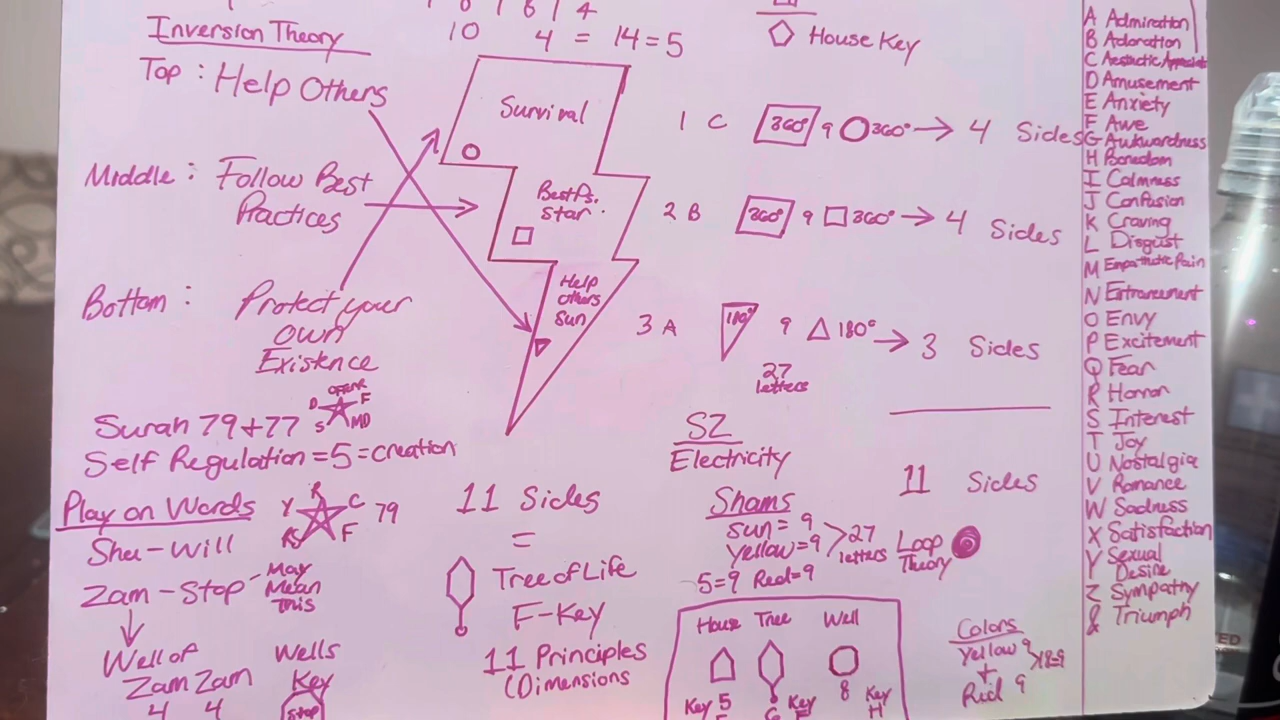 10 4 = 14 = 5
Inversion Theory
Top : Help Others
Middle : Follow Best
Practices
Bottom : Protect your
own
Existence
Survival
Best Ps.
star.
Help
others
sun
House Key
1 C 360° 9 360° → 4 Sides
2 B 360° 9 360° → 4 Sides
3 A 180° 9 180° → 3 Sides
27
letters
11 Sides
Surah 79+77
D F
S MD
Self Regulation = 5 = creation
Play on Words
Y R C 79
F
Shu-Will
Zam - Stop - May
Mean
This
Well of
Zam Zam
4 4
Wells
Key
Stop
11 Sides
=
Tree of Life
F-Key
11 Principles
(Dimensions
SZ
Electricity
Shams
sun = 9
yellow = 9 > 27
letters
5=9 Red=9
Loop
Theory
House Tree Well
Key 5
6 Key
8 Key
H
Colors
Yellow 9
+
Red 9
>18=9
A Admiration
B Adoration
C Aesthetic Appreciat
D Amusement
E Anxiety
F Awe
G Awkwardness
H Boredom
I Calmness
J Confusion
K Craving
L Disgust
M Empathetic Pain
N Entrancement
O Envy
P Excitement
Q Fear
R Horror
S Interest
T Joy
U Nostalgia
V Romance
W Sadness
X Satisfaction
Y Sexual
Desire
Z Sympathy
& Triumph